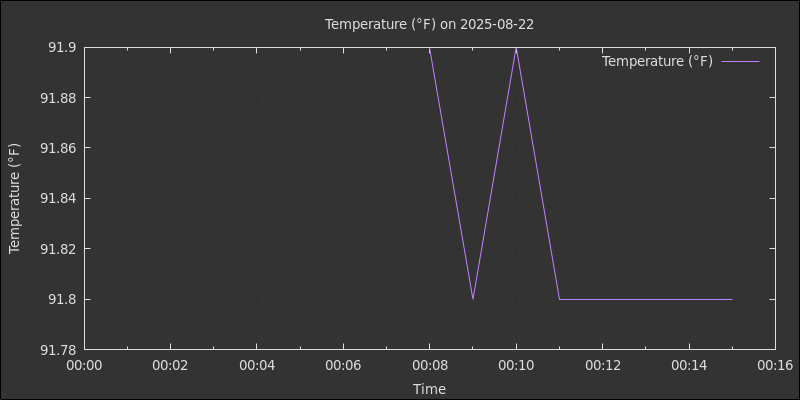 Temperature (°F) on 2025-08-22
Temperature (°F)
91.9
91.88
91.86
91.84
91.82
91.8
91.78
Temperature (°F)
00:00 00:02 00:04 00:06 00:08 00:10 00:12 00:14 00:16
Time